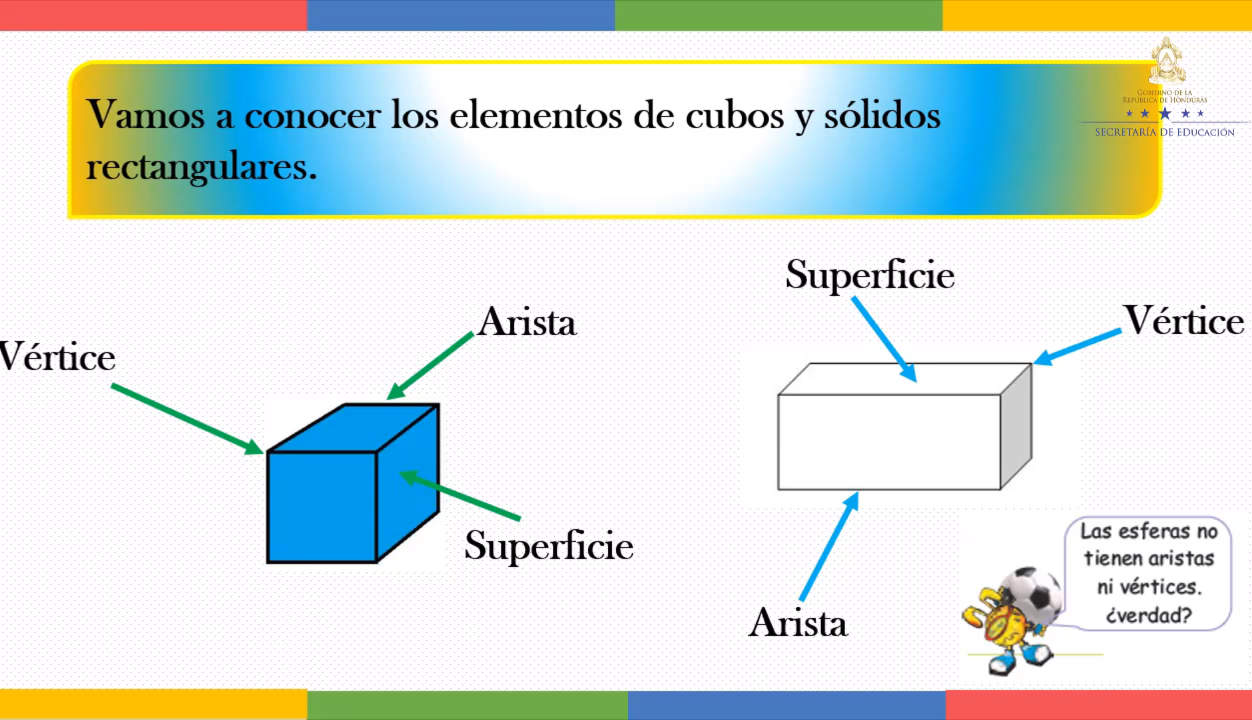 Vamos a conocer los elementos de cubos y sólidos
rectangulares.
GOBIERNO DE LA
REPÚBLICA DE HONDURAS
SECRETARÍA DE EDUCACIÓN
Superficie
Arista
Vértice
Vértice
Superficie
Arista
Las esferas no
tienen aristas
ni vértices.
¿verdad?